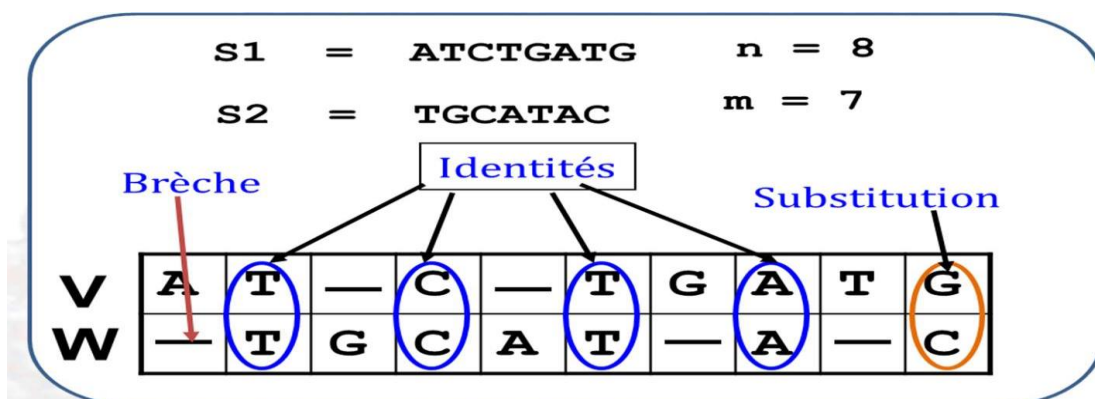 S1 = ATCTGATG n = 8
S2 = TGCATAC m = 7
Identités
Brèche
Substitution
V A T — C — T G A T G
W — T G C A T — A — C